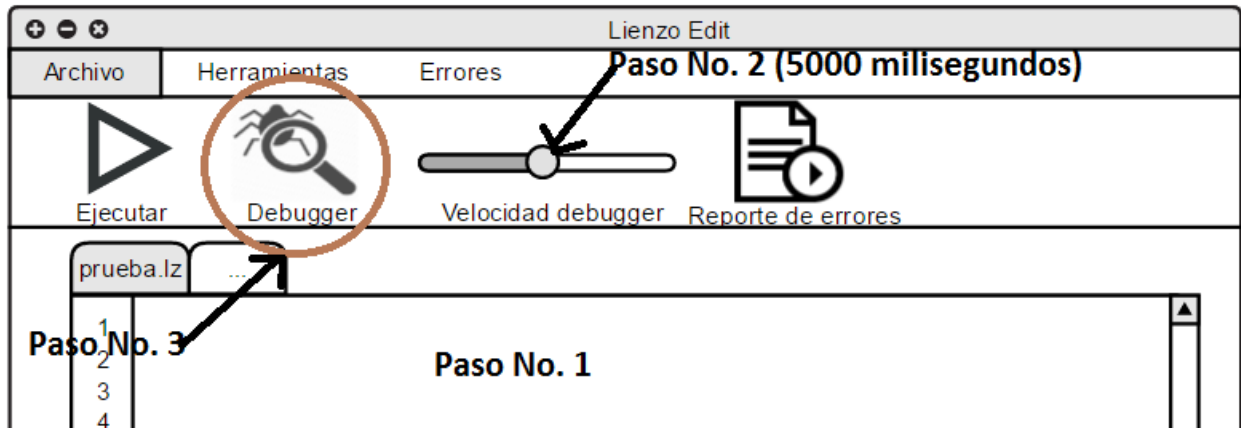 Lienzo Edit
Archivo Herramientas Errores
Paso No. 2 (5000 milisegundos)
Ejecutar Debugger Velocidad debugger Reporte de errores
prueba.lz ...
1
Paso No. 3
2
Paso No. 1
3
4